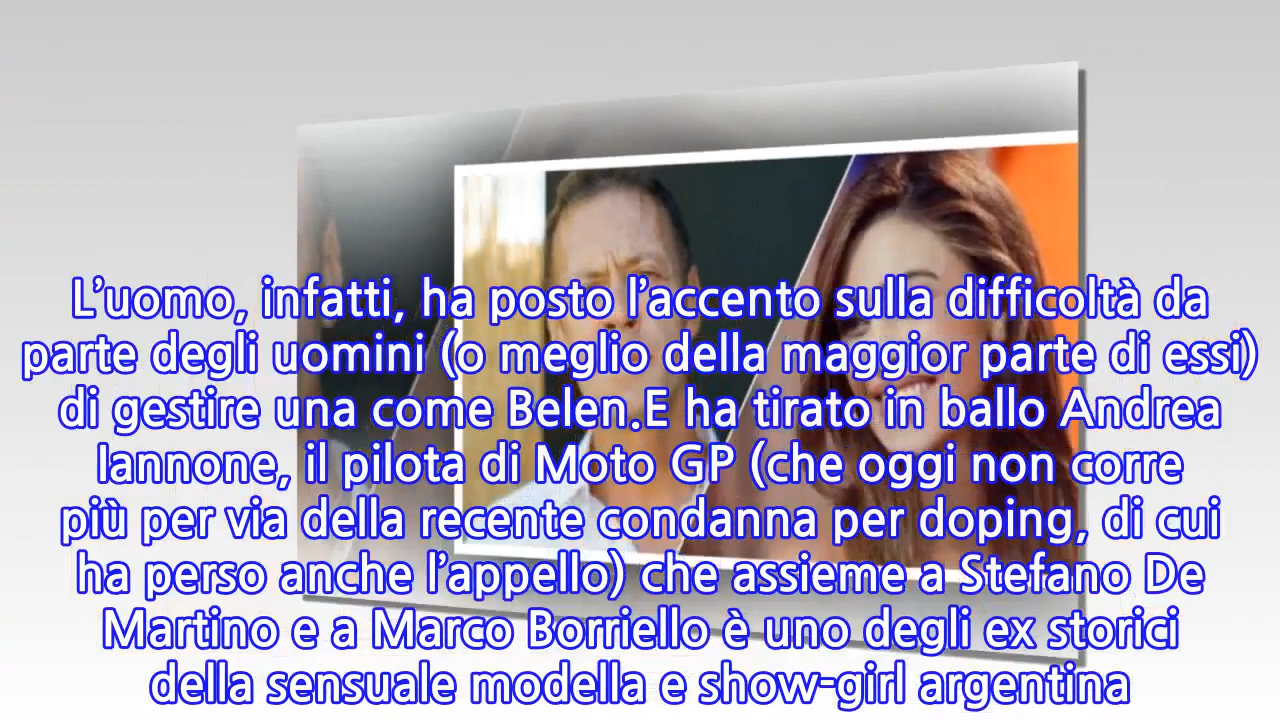 L'uomo, infatti, ha posto l'accento sulla difficoltà da
parte degli uomini (o meglio della maggior parte di essi)
di gestire una come Belen.E ha tirato in ballo Andrea
Iannone, il pilota di Moto GP (che oggi non corre
più per via della recente condanna per doping, di cui
ha perso anche l'appello) che assieme a Stefano De
Martino e a Marco Borriello è uno degli ex storici
della sensuale modella e show-girl argentina